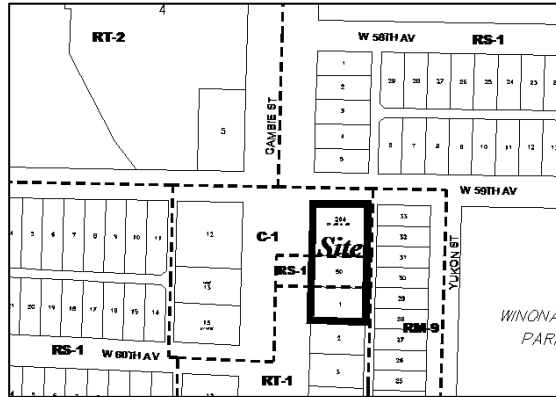 4
RT-2
W 58TH AV
RS-1
1
2
3
4
5
29 28 27 26 25 24 23
6 7 8 9 10 11 12
5
CAMBIE ST
W 59TH AV
YUKON ST
4 5 6 7 8 9 10 11
12
C-1
13
15
21 20 19 18 17 16 15 14
Site
RS-1
50
1
2
3
33
32
31
30
29
28
27
26
25
RM-9
WINONA
PARK
RS-1
W 60TH AV
RT-1